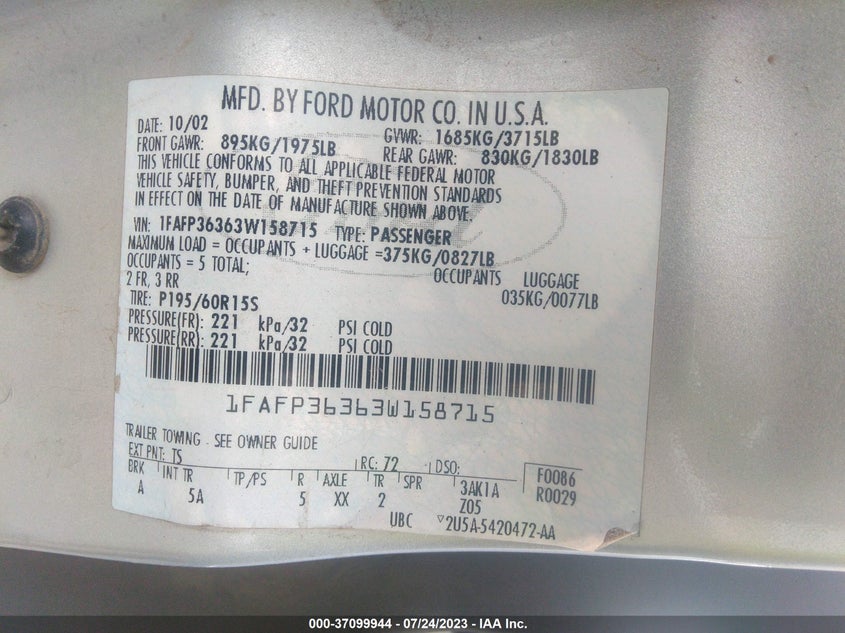 MFD. BY FORD MOTOR CO. IN U.S.A.
DATE: 10/02 GVWR: 1685KG/3715LB
FRONT GAWR: 895KG/1975LB REAR GAWR: 830KG/1830LB
THIS VEHICLE CONFORMS TO ALL APPLICABLE FEDERAL MOTOR
VEHICLE SAFETY, BUMPER, AND THEFT PREVENTION STANDARDS
IN EFFECT ON THE DATE OF MANUFACTURE SHOWN ABOVE.
VIN: 1FAFP36363W158715 TYPE: PASSENGER
MAXIMUM LOAD = OCCUPANTS + LUGGAGE =375KG/0827LB
OCCUPANTS = 5 TOTAL; OCCUPANTS LUGGAGE
2 FR, 3 RR 035KG/0077LB
TIRE: P195/60R15S
PRESSURE(FR): 221 kPa/32 PSI COLD
PRESSURE(RR): 221 kPa/32 PSI COLD
1FAFP36363W158715
TRAILER TOWING - SEE OWNER GUIDE
EXT PNT: TS RC: 72 DSO:
BRK INT TR TP/PS R AXLE TR SPR 3AK1A F0086
A 5A 5 XX 2 Z05 R0029
UBC ▽2U5A-5420472-AA
000-37099944 - 07/24/2023 - IAA Inc.